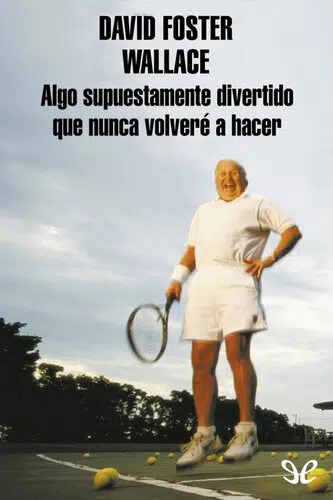 DAVID FOSTER
WALLACE
Algo supuestamente divertido
que nunca volveré a hacer